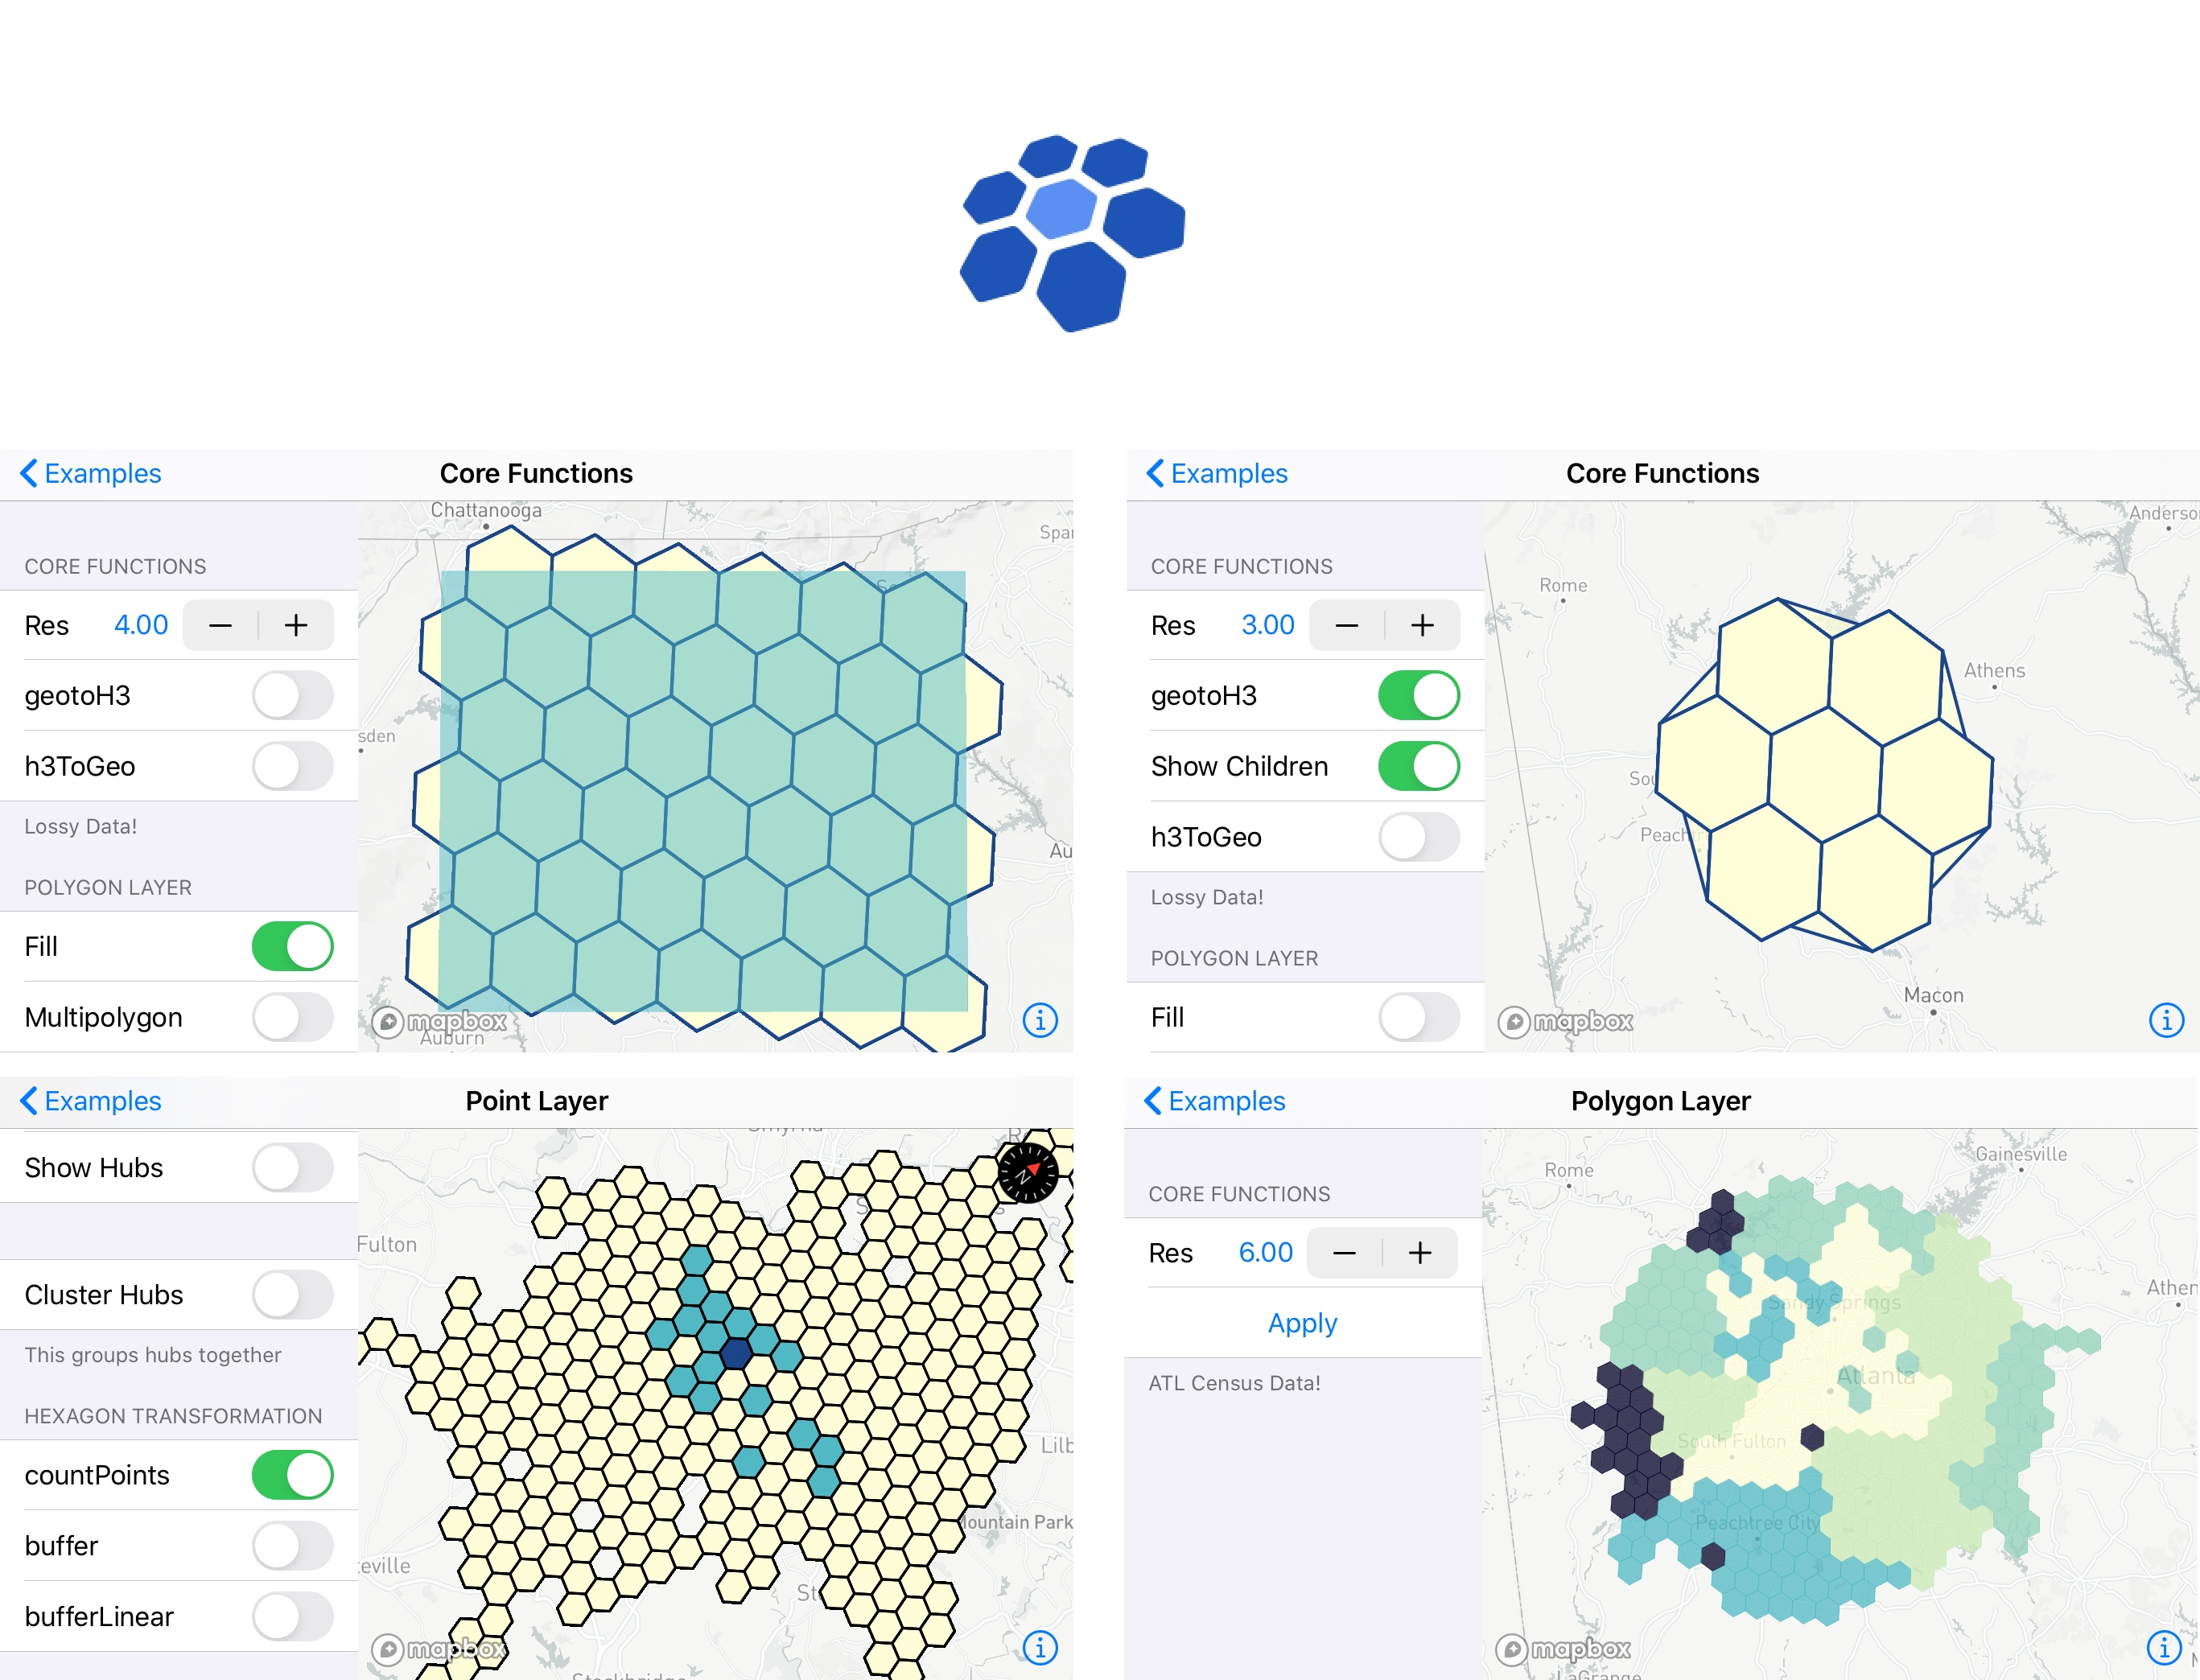 Examples
Core Functions
CORE FUNCTIONS
Res 4.00 − +
geotoH3
h3ToGeo
Lossy Data!
POLYGON LAYER
Fill
Multipolygon
Chattanooga
Spar
sden
Au
Auburn
mapbox
Examples
Core Functions
CORE FUNCTIONS
Res 3.00 − +
geotoH3
Show Children
h3ToGeo
Lossy Data!
POLYGON LAYER
Fill
Anderso
Rome
Athens
Sou
Peachtr
Macon
mapbox
Examples
Point Layer
Show Hubs
Cluster Hubs
This groups hubs together
HEXAGON TRANSFORMATION
countPoints
buffer
bufferLinear
Smyrna
N
Fulton
Lilb
Mountain Park
eville
Stockbridge
mapbox
Examples
Polygon Layer
CORE FUNCTIONS
Res 6.00 − +
Apply
ATL Census Data!
Rome
Gainesville
Athen
Sandy Springs
Atlanta
South Fulton
Peachtree City
LaGrange
mapbox